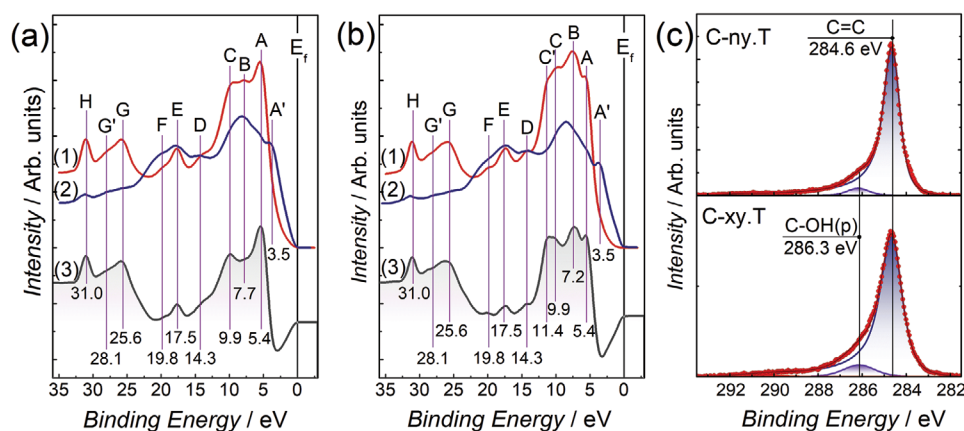 (a)
Intensity / Arb. units
A
E_f
C
B
H
G
G'
F
E
D
A'
(1)
(2)
(3)
3.5
31.0
7.7
25.6
17.5
9.9
5.4
28.1
19.8
14.3
35 30 25 20 15 10 5 0
Binding Energy / eV
(b)
Intensity / Arb. units
B
E_f
C' C
A
H
G
G'
F
E
D
A'
(1)
(2)
(3)
3.5
31.0
7.2
9.9
25.6
17.5
11.4
5.4
28.1
19.8
14.3
35 30 25 20 15 10 5 0
Binding Energy / eV
(c)
Intensity / Arb. units
C-ny.T
C=C
284.6 eV
C-xy.T
C-OH(p)
286.3 eV
292 290 288 286 284 282
Binding Energy / eV